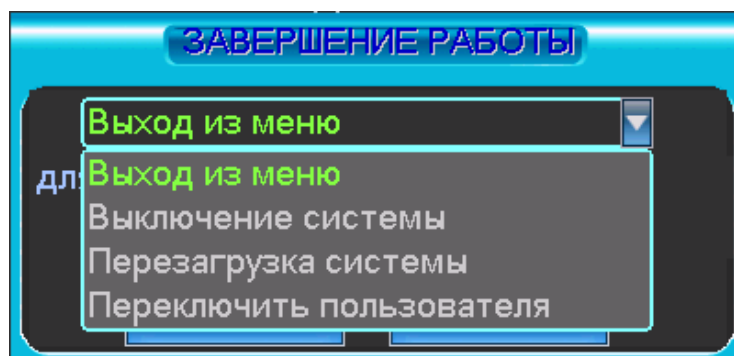 ЗАВЕРШЕНИЕ РАБОТЫ
Выход из меню
Выход из меню
Выключение системы
Перезагрузка системы
Переключить пользователя